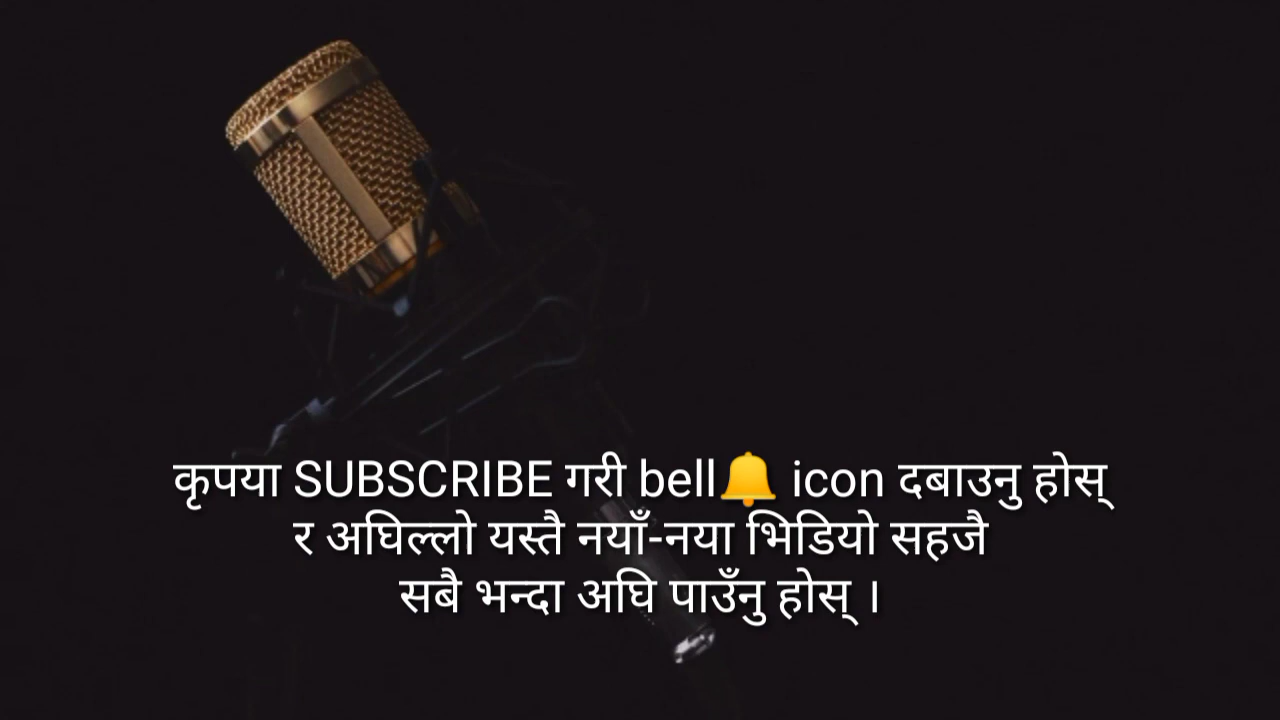 कृपया SUBSCRIBE गरी bell🔔 icon दबाउनु होस्
र अघिल्लो यस्तै नयाँ-नया भिडियो सहजै
सबै भन्दा अघि पाउँनु होस् ।